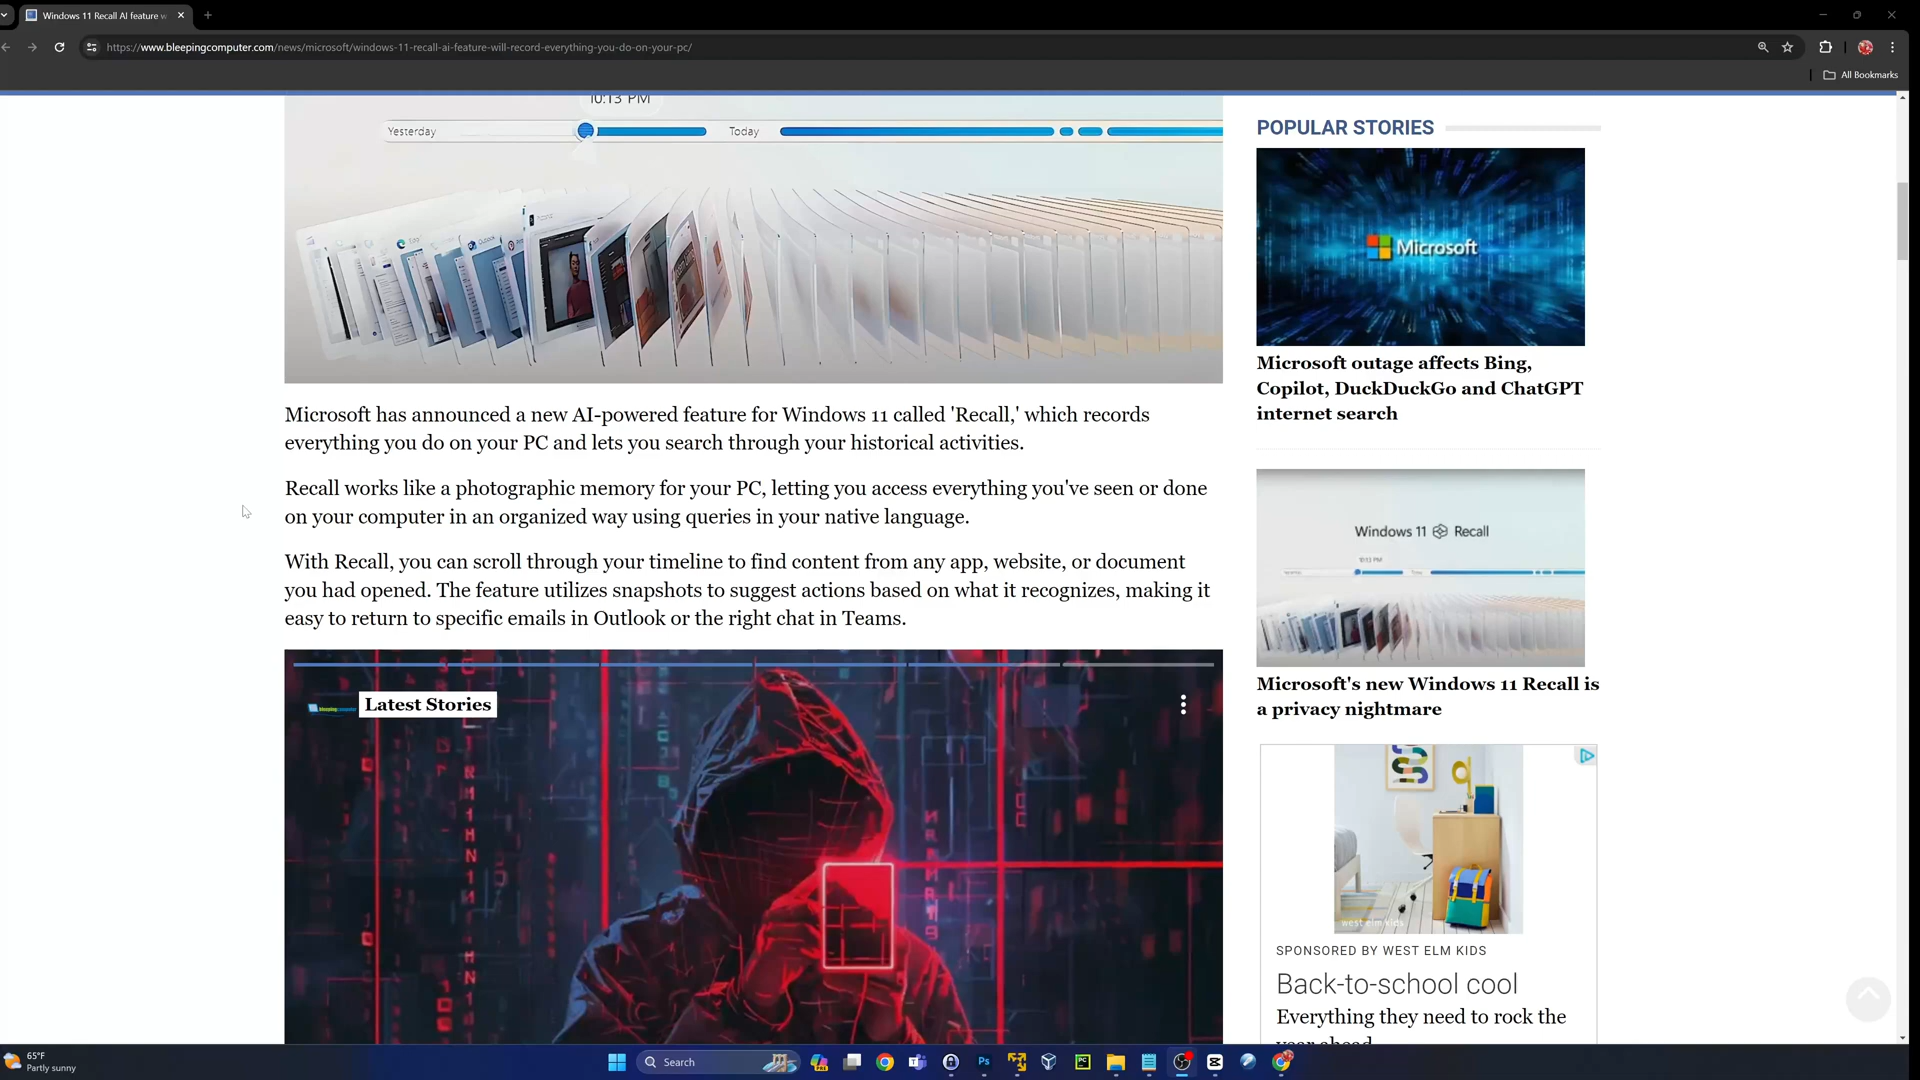 Windows 11 Recall AI feature w
https://www.bleepingcomputer.com/news/microsoft/windows-11-recall-ai-feature-will-record-everything-you-do-on-your-pc/
All Bookmarks
10:13 PM
Yesterday
Today
Microsoft has announced a new AI-powered feature for Windows 11 called 'Recall,' which records
everything you do on your PC and lets you search through your historical activities.
Recall works like a photographic memory for your PC, letting you access everything you've seen or done
on your computer in an organized way using queries in your native language.
With Recall, you can scroll through your timeline to find content from any app, website, or document
you had opened. The feature utilizes snapshots to suggest actions based on what it recognizes, making it
easy to return to specific emails in Outlook or the right chat in Teams.
Latest Stories
POPULAR STORIES
Microsoft
Microsoft outage affects Bing,
Copilot, DuckDuckGo and ChatGPT
internet search
Windows 11 Recall
10:13 PM
Microsoft's new Windows 11 Recall is
a privacy nightmare
west elm kids
SPONSORED BY WEST ELM KIDS
Back-to-school cool
Everything they need to rock the
year ahead
65°F
Partly sunny
Search